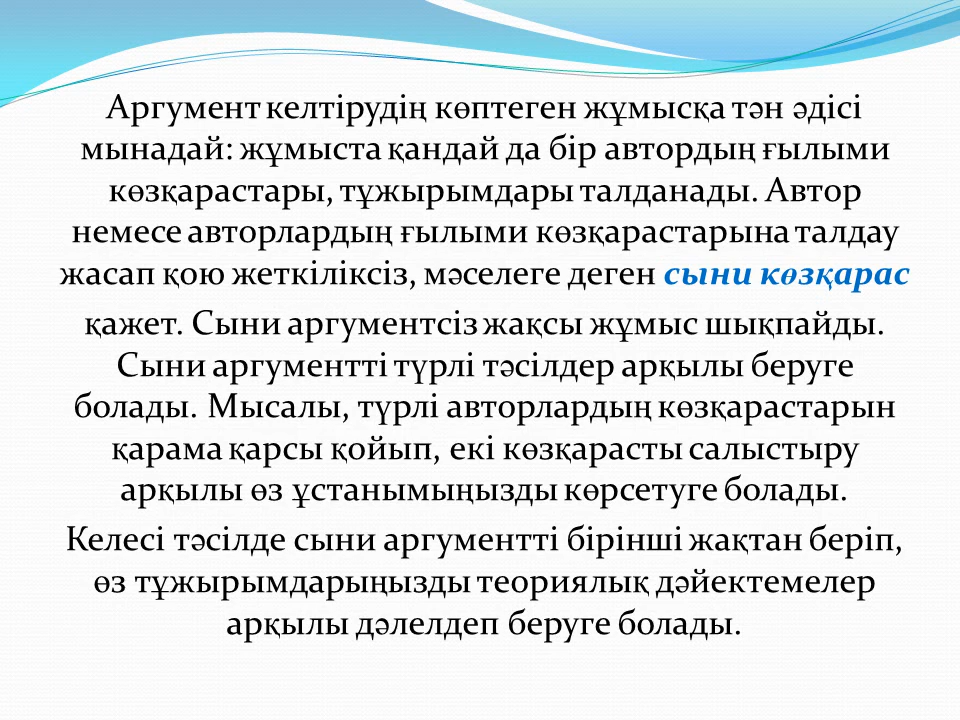 Аргумент келтірудің көптеген жұмысқа тән әдісі
мынадай: жұмыста қандай да бір автордың ғылыми
көзқарастары, тұжырымдары талданады. Автор
немесе авторлардың ғылыми көзқарастарына талдау
жасап қою жеткіліксіз, мәселеге деген сыни көзқарас
қажет. Сыни аргументсіз жақсы жұмыс шықпайды.
Сыни аргументті түрлі тәсілдер арқылы беруге
болады. Мысалы, түрлі авторлардың көзқарастарын
қарама қарсы қойып, екі көзқарасты салыстыру
арқылы өз ұстанымыңызды көрсетуге болады.
Келесі тәсілде сыни аргументті бірінші жақтан беріп,
өз тұжырымдарыңызды теориялық дәйектемелер
арқылы дәлелдеп беруге болады.